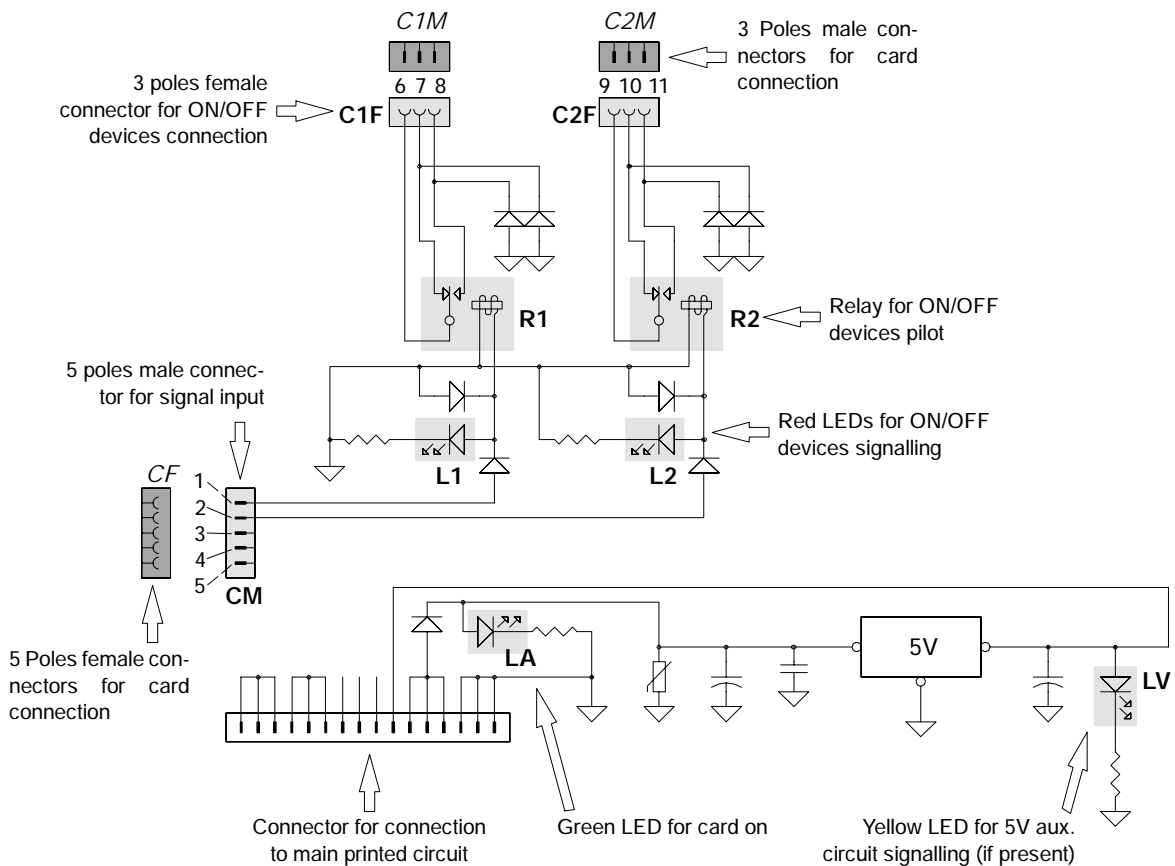 C1M
C2M
3 Poles male con-
nectors for card
connection
3 poles female
connector for ON/OFF
devices connection
6 7 8
9 10 11
C1F
C2F
R1
R2
Relay for ON/OFF
devices pilot
5 poles male connec-
tor for signal input
Red LEDs for ON/OFF
devices signalling
L1
L2
CF
1
2
3
4
5
CM
5 Poles female con-
nectors for card
connection
LA
5V
LV
Connector for connection
to main printed circuit
Green LED for card on
Yellow LED for 5V aux.
circuit signalling (if present)